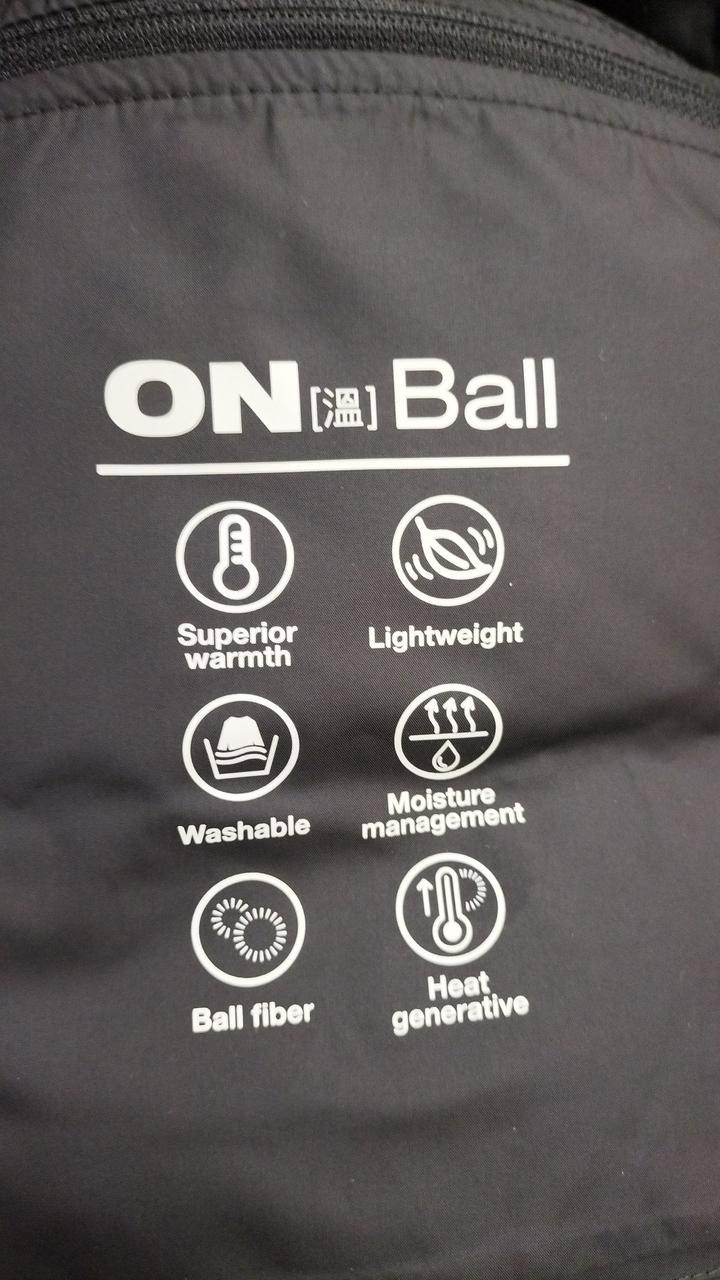 ON[溫] Ball
Superior
warmth
Lightweight
Washable
Moisture
management
Ball fiber
Heat
generative